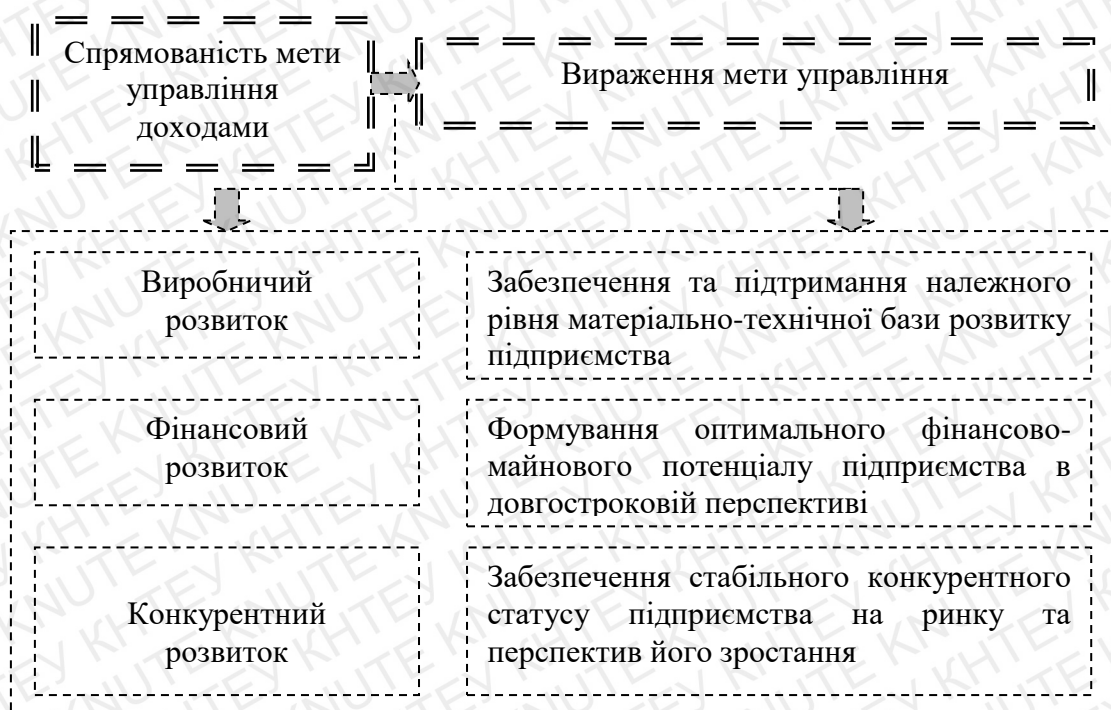 Спрямованість мети
управління
доходами
Вираження мети управління
Виробничий
розвиток
Забезпечення та підтримання належного
рівня матеріально-технічної бази розвитку
підприємства
Фінансовий
розвиток
Формування оптимального фінансово-
майнового потенціалу підприємства в
довгостроковій перспективі
Конкурентний
розвиток
Забезпечення стабільного конкурентного
статусу підприємства на ринку та
перспектив його зростання